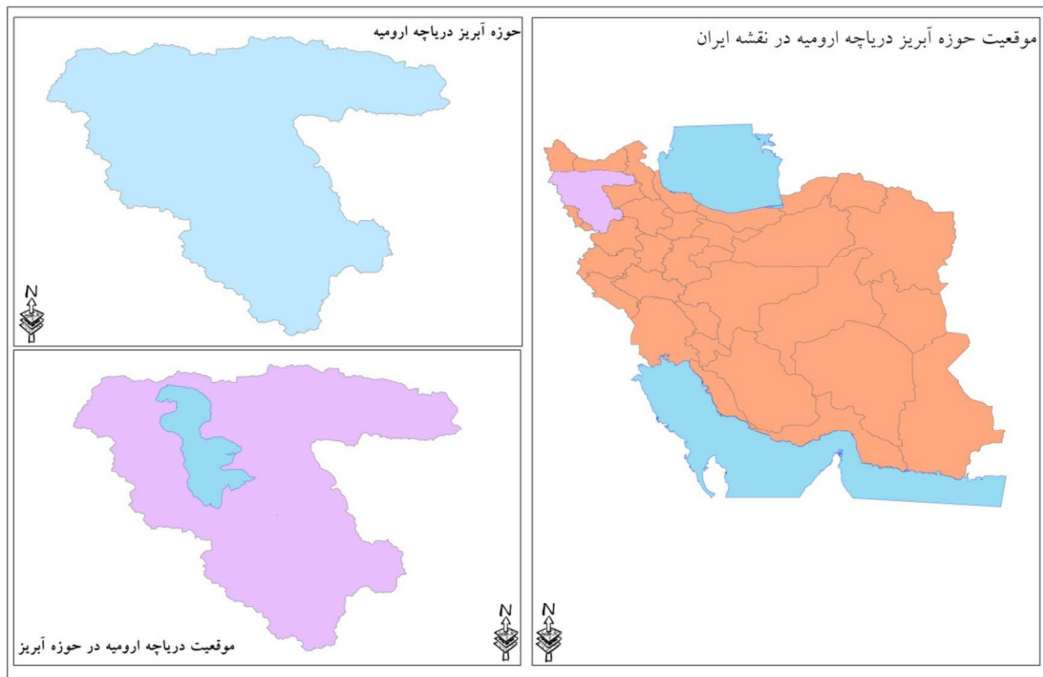 حوزه آبریز دریاچه ارومیه
موقعیت حوزه آبریز دریاچه ارومیه در نقشه ایران
N
موقعیت دریاچه ارومیه در حوزه آبریز
N
N